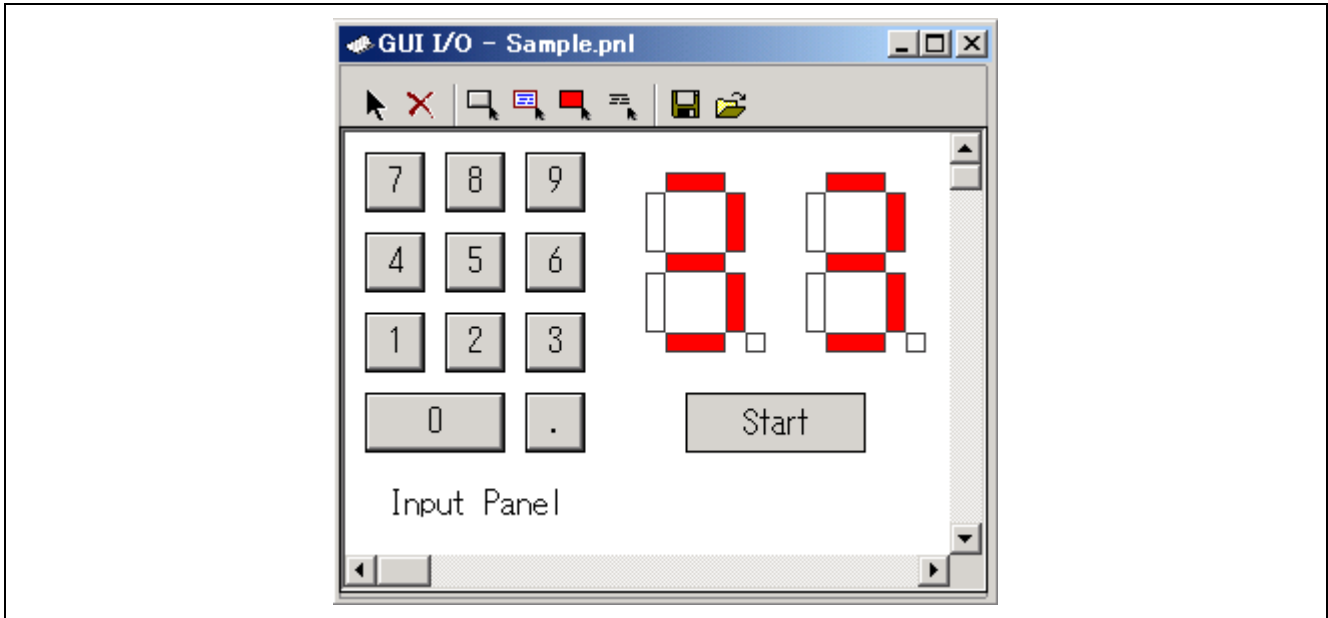 GUI I/O - Sample.pnl
7 8 9
4 5 6
1 2 3
0 .
Start
Input Panel